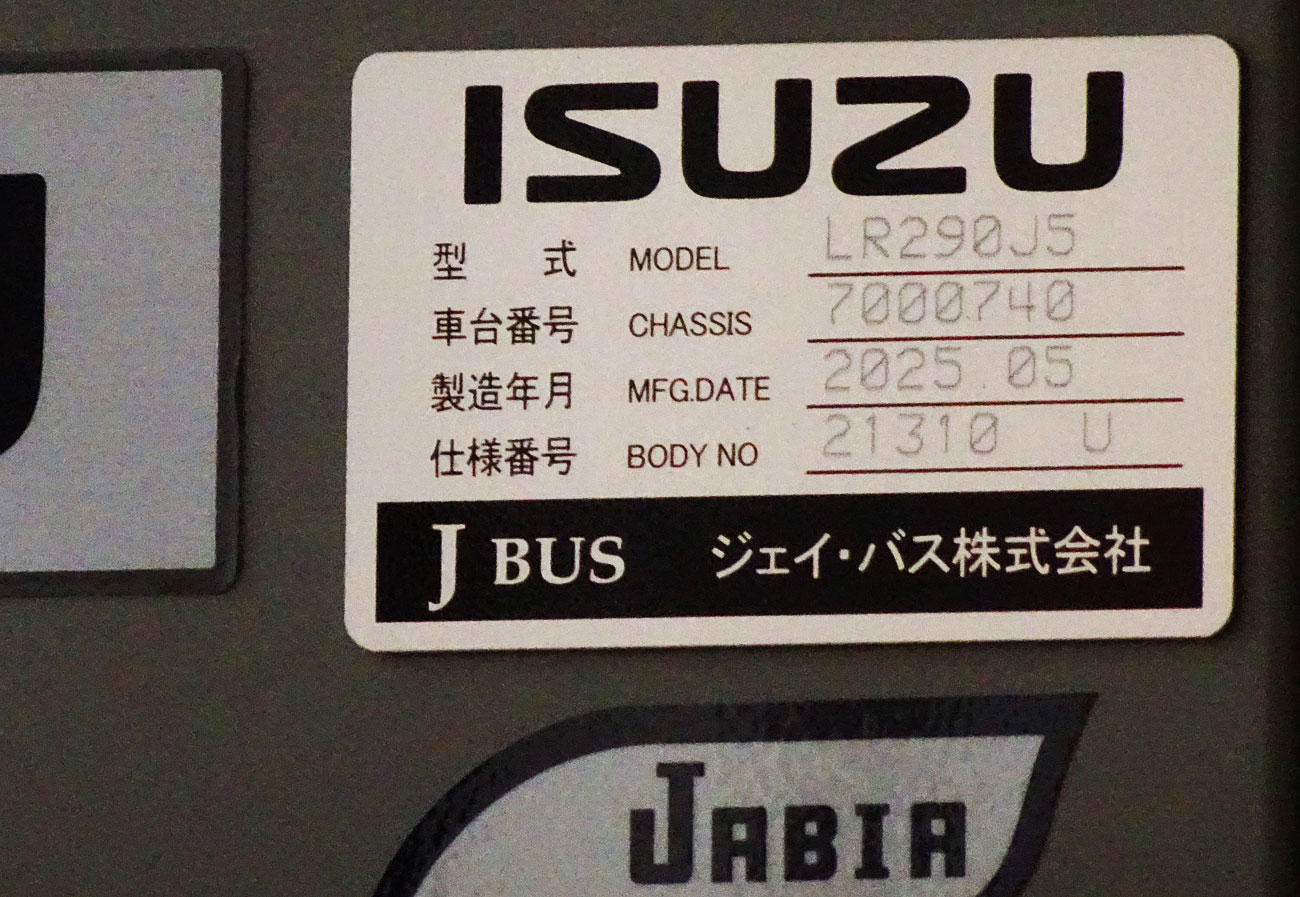 ISUZU
型 式 MODEL LR290J5
車台番号 CHASSIS 7000740
製造年月 MFG.DATE 2025.05
仕様番号 BODY NO 21310 U
J BUS ジェイ・バス株式会社
JABIA